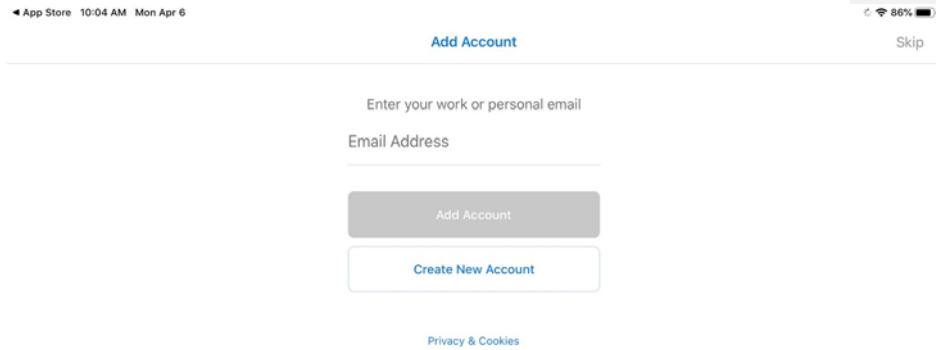 ◀ App Store 10:04 AM Mon Apr 6 86%
Add Account Skip
Enter your work or personal email
Email Address
Add Account
Create New Account
Privacy & Cookies